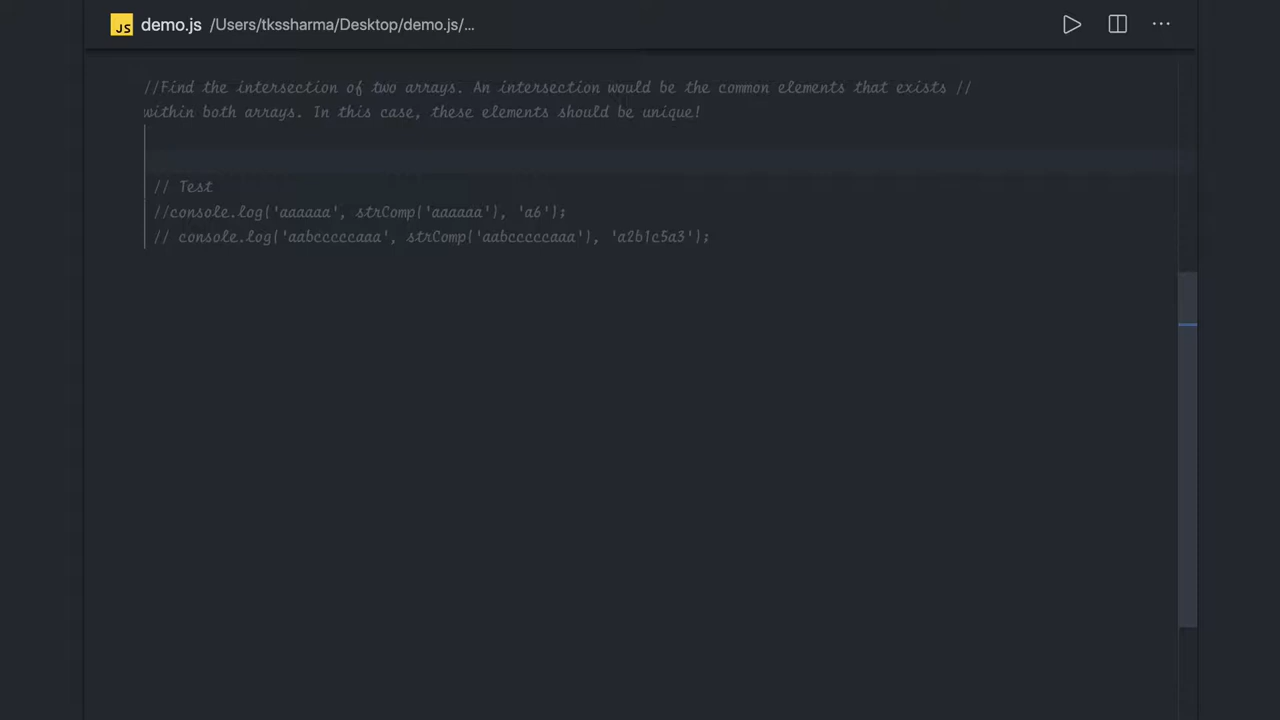 JS demo.js /Users/tkssharma/Desktop/demo.js/...
//Find the intersection of two arrays. An intersection would be the common elements that exists //
within both arrays. In this case, these elements should be unique!
// Test
//console.log('aaaaaa', strComp('aaaaaa'), 'a6');
// console.log('aabcccccaaa', strComp('aabcccccaaa'), 'a2b1c5a3');